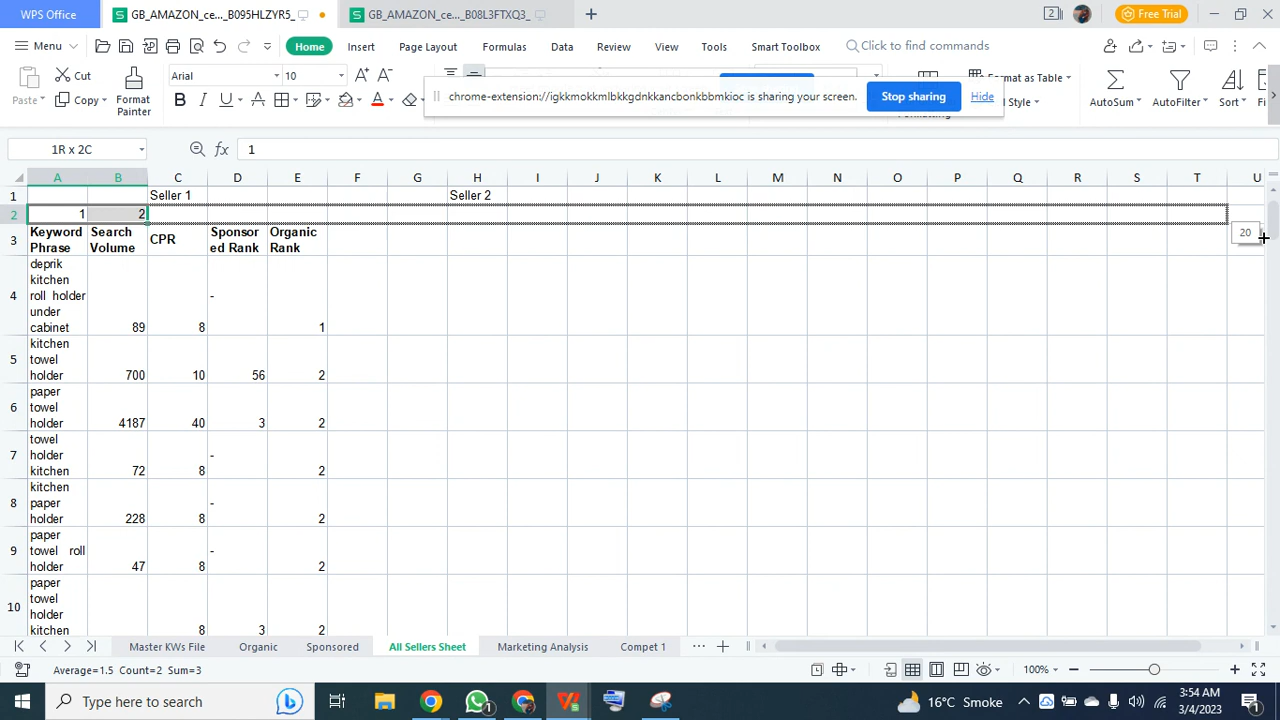 WPS Office
GB_AMAZON_ce..._B095HLZYR5_
GB_AMAZON_ce..._B08L3FTXQ3_
2
Free Trial
Menu
Home
Insert
Page Layout
Formulas
Data
Review
View
Tools
Smart Toolbox
Click to find commands
Paste
Cut
Copy
Format
Painter
Arial
10
B I U A A
chrome-extension://igkkmokkmlbkkgdnkkancbonkbbmkioc is sharing your screen.
Stop sharing
Hide
Format as Table
Style
AutoSum
AutoFilter
Sort
1R x 2C
fx
1
A B C D E F G H I J K L M N O P Q R S T U
1 Seller 1 Seller 2
2 1 2
20
3 Keyword Phrase Search Volume CPR Sponsor ed Rank Organic Rank
4 deprik kitchen roll holder under cabinet 89 8 - 1
5 kitchen towel holder 700 10 56 2
6 paper towel holder 4187 40 3 2
7 towel holder kitchen 72 8 - 2
8 kitchen paper holder 228 8 - 2
9 paper towel roll holder 47 8 - 2
10 paper towel holder kitchen 8 3 2
Master KWs File
Organic
Sponsored
All Sellers Sheet
Marketing Analysis
Compet 1
Average=1.5 Count=2 Sum=3
100%
Type here to search
1
16°C Smoke
3:54 AM
3/4/2023
1